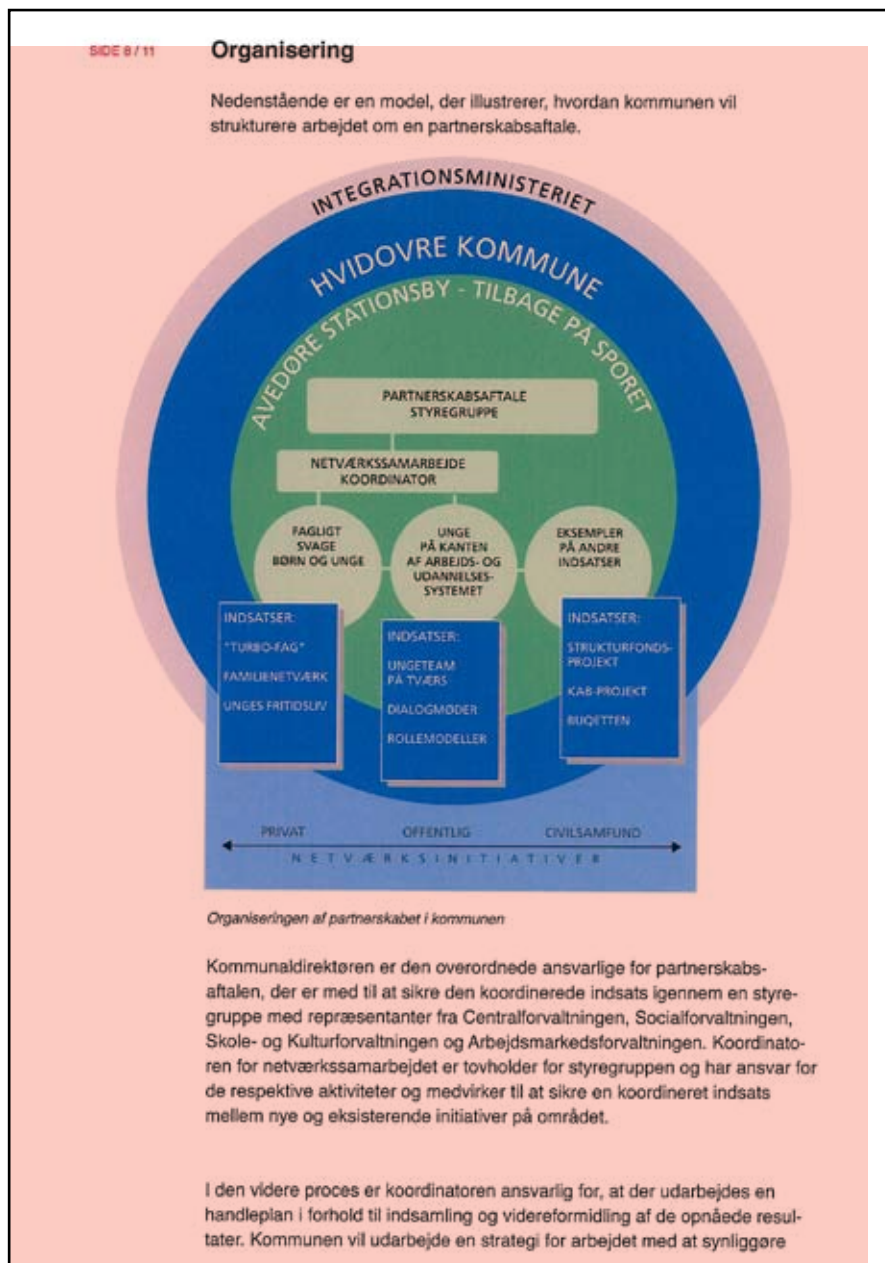 SIDE 8 / 11
Organisering
Nedenstående er en model, der illustrerer, hvordan kommunen vil
strukturere arbejdet om en partnerskabsaftale.
INTEGRATIONSMINISTERIET
HVIDOVRE KOMMUNE
AVEDØRE STATIONSBY - TILBAGE PÅ SPORET
PARTNERSKABSAFTALE
STYREGRUPPE
NETVÆRKSSAMARBEJDE
KOORDINATOR
FAGLIGT
SVAGE
BØRN OG UNGE
UNGE
PÅ KANTEN
AF ARBEJDS- OG
UDANNELSES-
SYSTEMET
EKSEMPLER
PÅ ANDRE
INDSATSER
INDSATSER:
"TURBO-FAG"
FAMILIENETVÆRK
UNGES FRITIDSLIV
INDSATSER:
UNGETEAM
PÅ TVÆRS
DIALOGMØDER
ROLLEMODELLER
INDSATSER:
STRUKTURFONDS-
PROJEKT
KAB-PROJEKT
BUQETTEN
PRIVAT OFFENTLIG CIVILSAMFUND
NETVÆRKSINITIATIVER
Organiseringen af partnerskabet i kommunen
Kommunaldirektøren er den overordnede ansvarlige for partnerskabs-
aftalen, der er med til at sikre den koordinerede indsats igennem en styre-
gruppe med repræsentanter fra Centralforvaltningen, Socialforvaltningen,
Skole- og Kulturforvaltningen og Arbejdsmarkedsforvaltningen. Koordinato-
ren for netværkssamarbejdet er tovholder for styregruppen og har ansvar for
de respektive aktiviteter og medvirker til at sikre en koordineret indsats
mellem nye og eksisterende initiativer på området.
I den videre proces er koordinatoren ansvarlig for, at der udarbejdes en
handleplan i forhold til indsamling og videreformidling af de opnåede resul-
tater. Kommunen vil udarbejde en strategi for arbejdet med at synliggøre